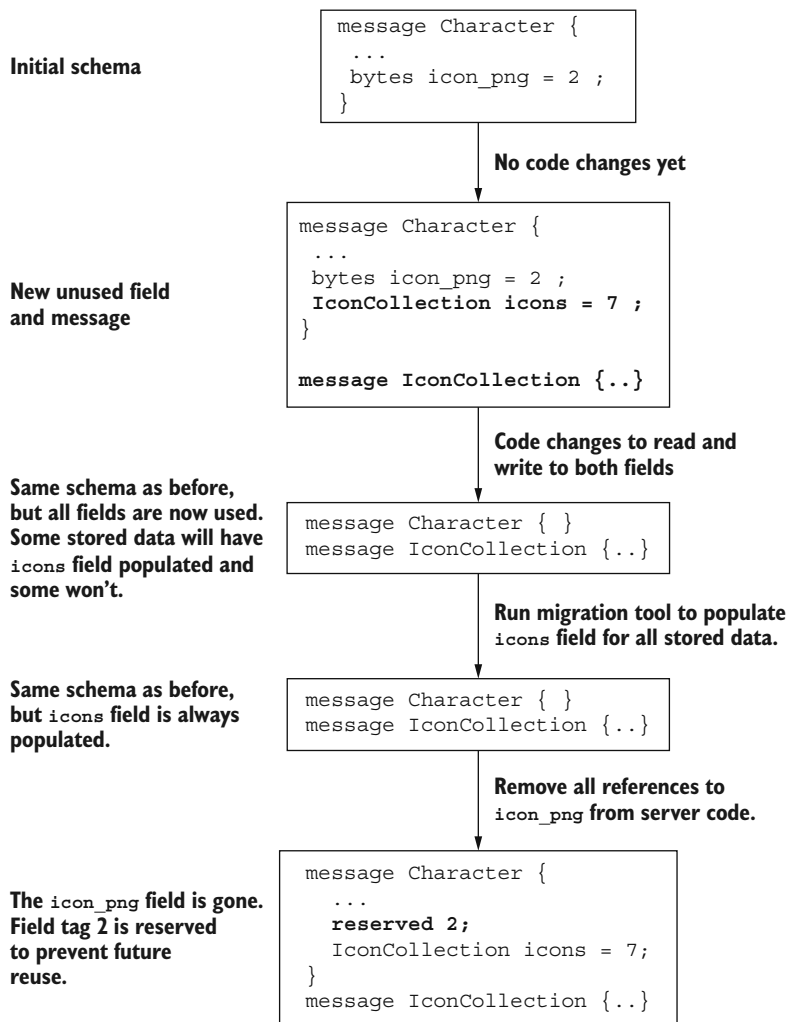 Initial schema
message Character {
...
bytes icon_png = 2 ;
}
No code changes yet
New unused field
and message
message Character {
...
bytes icon_png = 2 ;
IconCollection icons = 7 ;
}
message IconCollection {..}
Code changes to read and
write to both fields
Same schema as before,
but all fields are now used.
Some stored data will have
icons field populated and
some won't.
message Character { }
message IconCollection {..}
Run migration tool to populate
icons field for all stored data.
Same schema as before,
but icons field is always
populated.
message Character { }
message IconCollection {..}
Remove all references to
icon_png from server code.
The icon_png field is gone.
Field tag 2 is reserved
to prevent future
reuse.
message Character {
...
reserved 2;
IconCollection icons = 7;
}
message IconCollection {..}